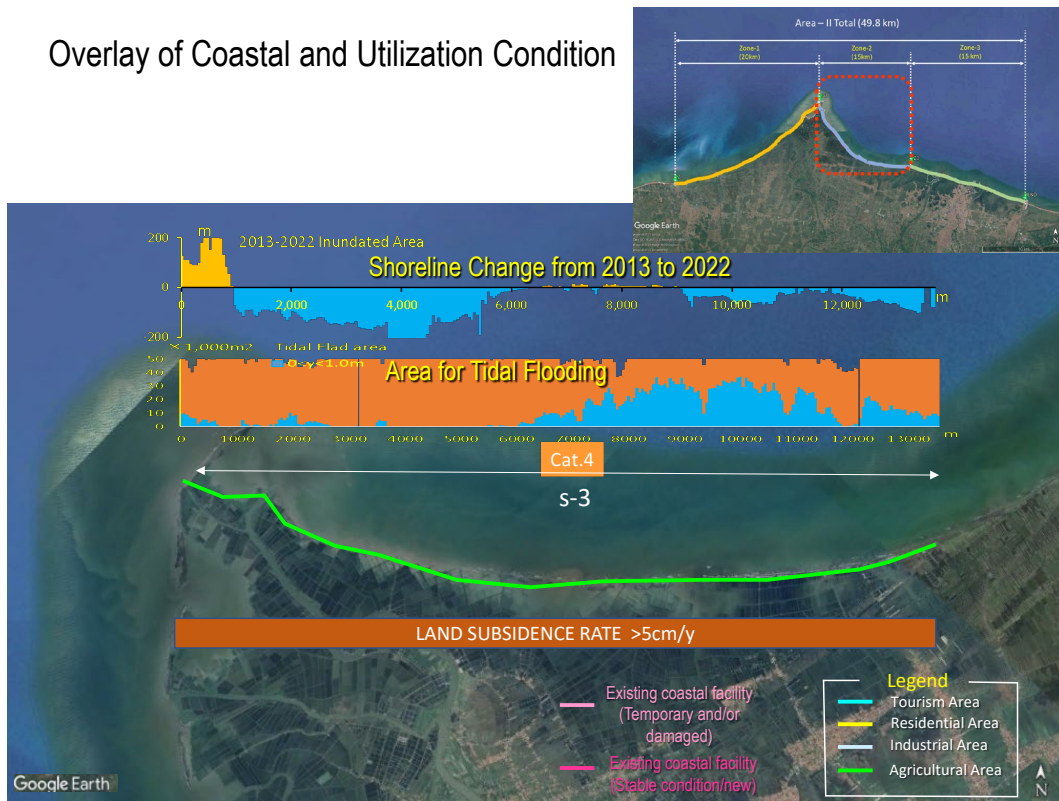 Overlay of Coastal and Utilization Condition
Area – II Total (49.8 km)
Zone-1
(20km)
Zone-2
(15km)
Zone-3
(15 km)
Google Earth
N
m
200
0
-200
2013-2022 Inundated Area
Shoreline Change from 2013 to 2022
0 2,000 4,000 6,000 8,000 10,000 12,000 m
× 1,000m2 Tidal Flad area
Area for Tidal Flooding
50
40
30
20
10
0
0 1000 2000 3000 4000 5000 6000 7000 8000 9000 10000 11000 12000 13000 m
Cat.4
s-3
LAND SUBSIDENCE RATE >5cm/y
Existing coastal facility
(Temporary and/or
damaged)
Existing coastal facility
(Stable condition/new)
Legend
Tourism Area
Residential Area
Industrial Area
Agricultural Area
Google Earth
N